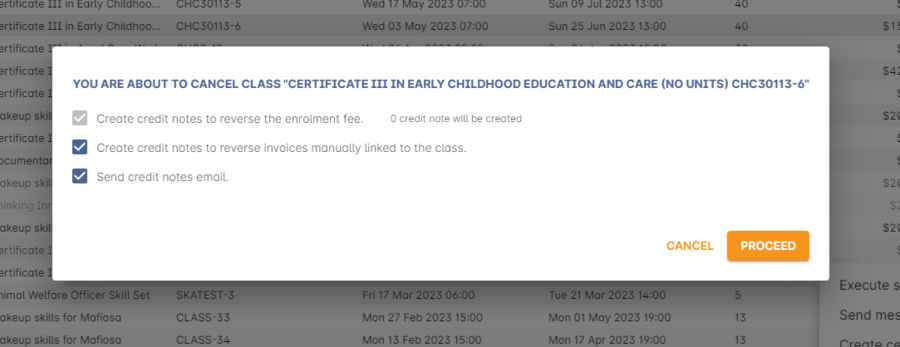 ertificate III in Early Childhoo... CHC30113-5 Wed 17 May 2023 07:00 Sun 09 Jul 2023 13:00 40
ertificate III in Early Childhoo... CHC30113-6 Wed 03 May 2023 07:00 Sun 25 Jun 2023 13:00 40
YOU ARE ABOUT TO CANCEL CLASS "CERTIFICATE III IN EARLY CHILDHOOD EDUCATION AND CARE (NO UNITS) CHC30113-6"
Create credit notes to reverse the enrolment fee. 0 credit note will be created
Create credit notes to reverse invoices manually linked to the class.
Send credit notes email.
CANCEL PROCEED
nimal Welfare Officer Skill Set SKATEST-3 Fri 17 Mar 2023 06:00 Tue 21 Mar 2023 14:00 5
akeup skills for Mafiosa CLASS-33 Mon 27 Feb 2023 15:00 Mon 01 May 2023 19:00 13
akeup skills for Mafiosa CLASS-34 Mon 13 Feb 2023 15:00 Mon 17 Apr 2023 19:00 13
Execute s
Send mes
Create ce